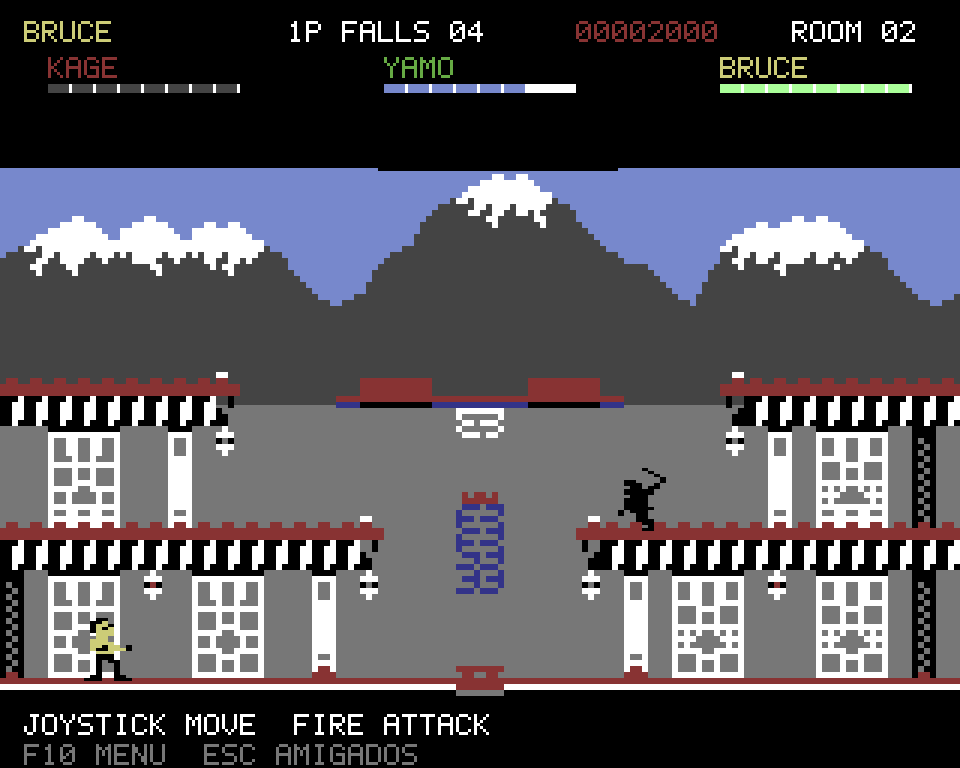 BRUCE 1P FALLS 04 00002000 ROOM 02
KAGE YAMO BRUCE
JOYSTICK MOVE FIRE ATTACK
F10 MENU ESC AMIGADOS